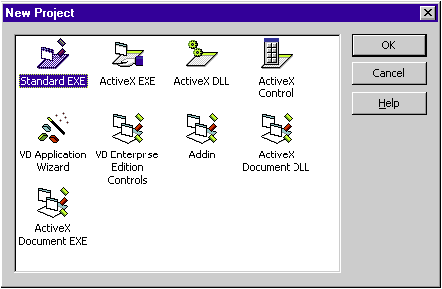 New Project
Standard EXE
ActiveX EXE
ActiveX DLL
ActiveX
Control
VB Application
Wizard
VB Enterprise
Edition
Controls
Addin
ActiveX
Document DLL
ActiveX
Document EXE
OK
Cancel
Help